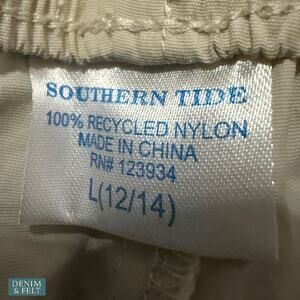 SOUTHERN TIDE
100% RECYCLED NYLON
MADE IN CHINA
RN# 123934
L(12/14)
DENIM
& FELT